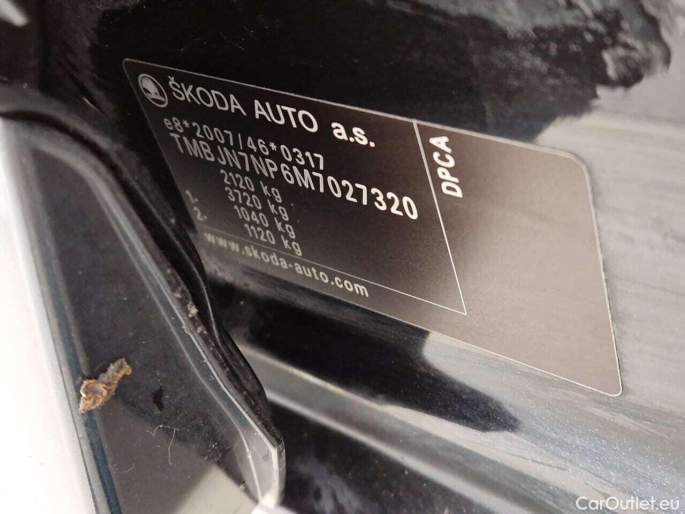 ŠKODA AUTO a.s.
e8*2007/46*0317
TMBJN7NP6M7027320
2120 kg
3720 kg
1. 1040 kg
2. 1120 kg
www.skoda-auto.com
DPCA
CarOutlet.eu